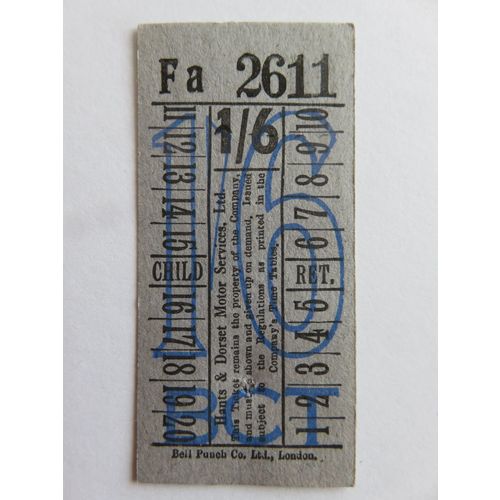 Fa 2611
1/6
11 12 13 14 15 CHILD 16 17 18 19 20
Hants & Dorset Motor Services, Ltd.
This Ticket remains the property of the Company,
and must be shown and given up on demand. Issued
subject to the Regulations as printed in the
Company's Time Tables.
1 2 3 4 5 RET. 6 7 8 9 10
1/6
Bell Punch Co. Ltd., London.